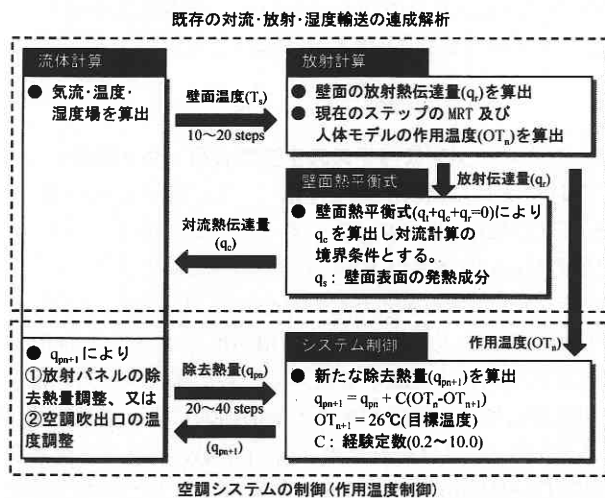 既存の対流・放射・湿度輸送の連成解析
流体計算
● 気流・温度・
湿度場を算出
壁面温度(Ts)
10〜20 steps
放射計算
● 壁面の放射熱伝達量(qr)を算出
● 現在のステップの MRT 及び
人体モデルの作用温度(OTn)を算出
放射伝達量(qr)
壁面熱平衡式
● 壁面熱平衡式(qs+qc+qr=0)により
qcを算出し対流計算の
境界条件とする。
qs : 壁面表面の発熱成分
対流熱伝達量
(qc)
作用温度(OTn)
● qpn+1 により
①放射パネルの除
去熱量調整、又は
②空調吹出口の温
度調整
除去熱量(qpn)
20〜40 steps
(qpn+1)
システム制御
● 新たな除去熱量(qpn+1)を算出
qpn+1 = qpn + C(OTn-OTn+1)
OTn+1 = 26℃(目標温度)
C : 経験定数(0.2〜10.0)
空調システムの制御(作用温度制御)